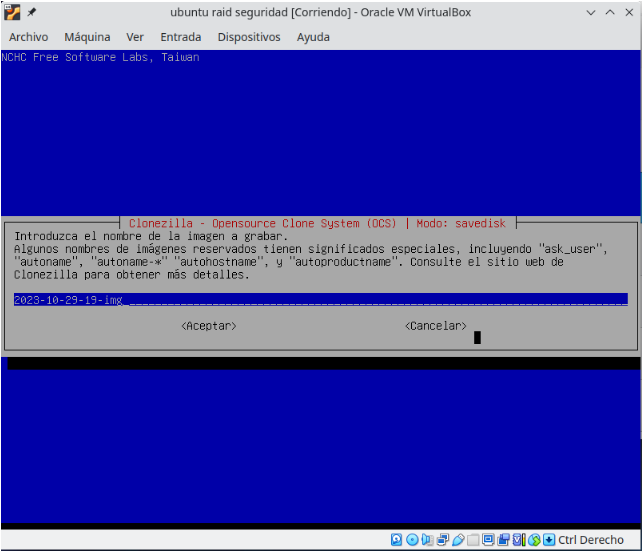 ubuntu raid seguridad [Corriendo] - Oracle VM VirtualBox
Archivo Máquina Ver Entrada Dispositivos Ayuda
NCHC Free Software Labs, Taiwan
Clonezilla - Opensource Clone System (OCS) | Modo: savedisk
Introduzca el nombre de la imagen a grabar.
Algunos nombres de imágenes reservados tienen significados especiales, incluyendo "ask_user",
"autoname", "autoname-*" "autohostname", y "autoproductname". Consulte el sitio web de
Clonezilla para obtener más detalles.
2023-10-29-19-img
<Aceptar> <Cancelar>
Ctrl Derecho